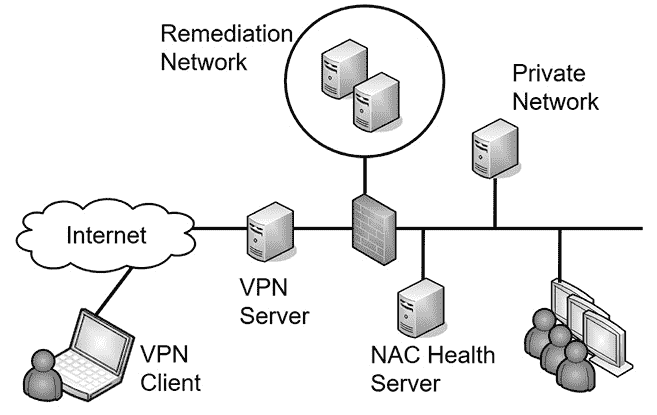 Remediation
Network
Private
Network
Internet
VPN
Server
VPN
Client
NAC Health
Server